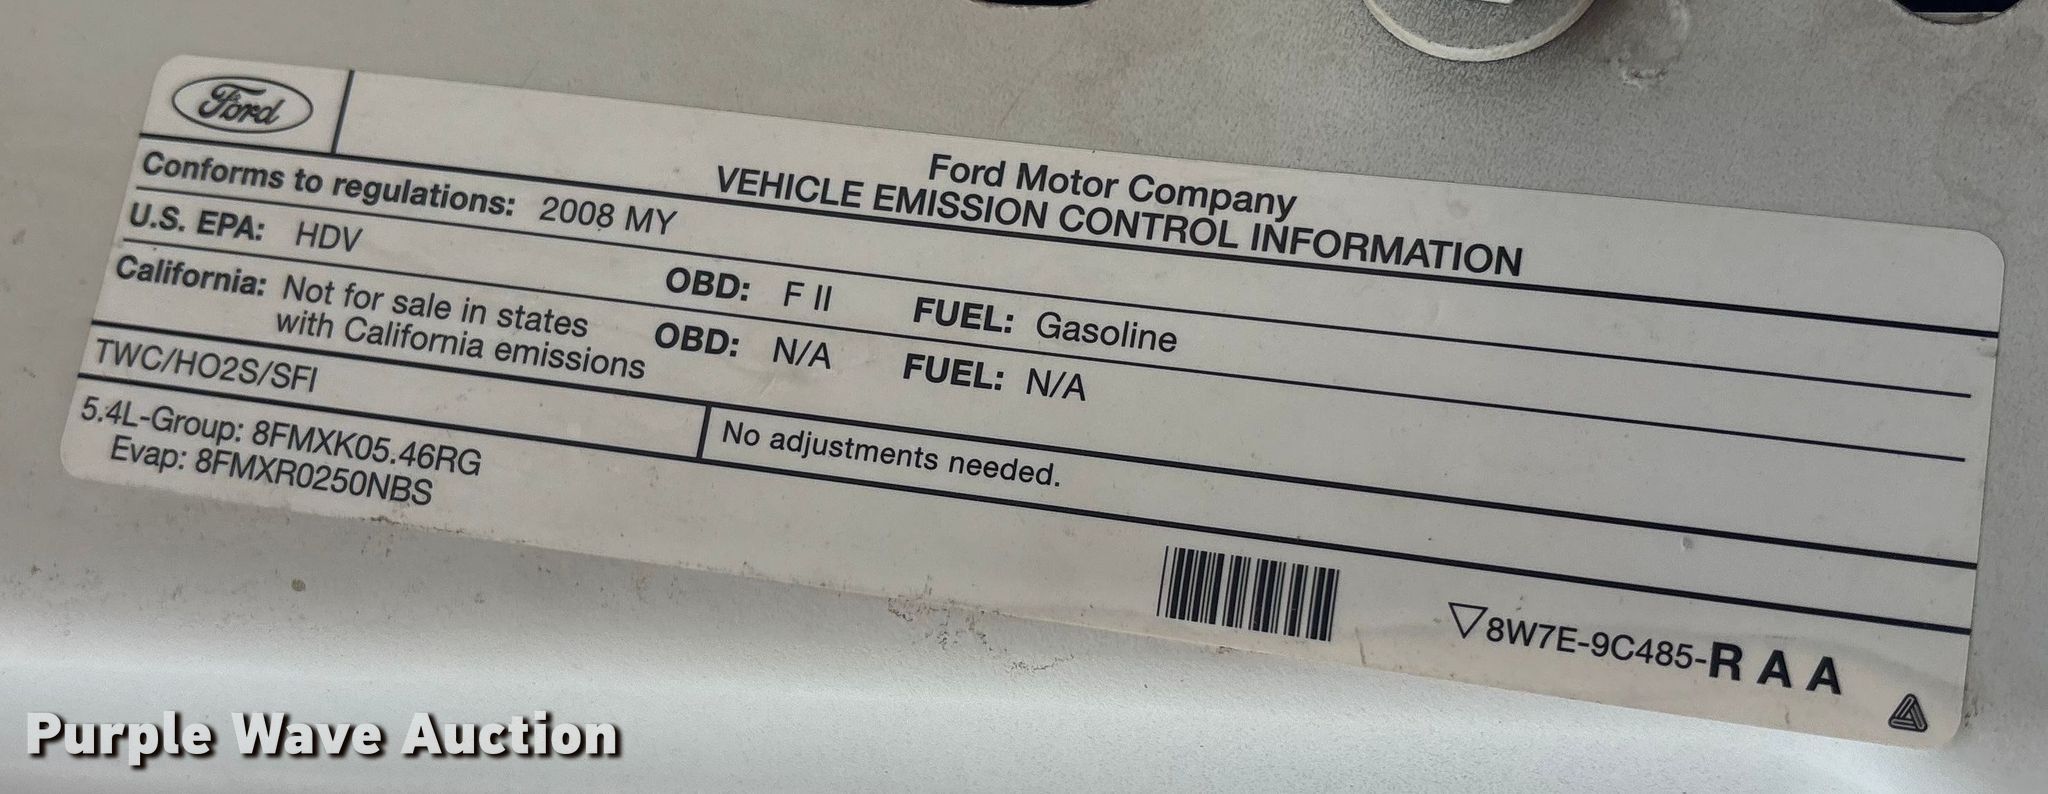 Ford
Ford Motor Company
VEHICLE EMISSION CONTROL INFORMATION
Conforms to regulations: 2008 MY
U.S. EPA: HDV OBD: F II FUEL: Gasoline
California: Not for sale in states
with California emissions OBD: N/A FUEL: N/A
TWC/HO2S/SFI
No adjustments needed.
5.4L-Group: 8FMXK05.46RG
Evap: 8FMXR0250NBS
8W7E-9C485-R A A
Purple Wave Auction